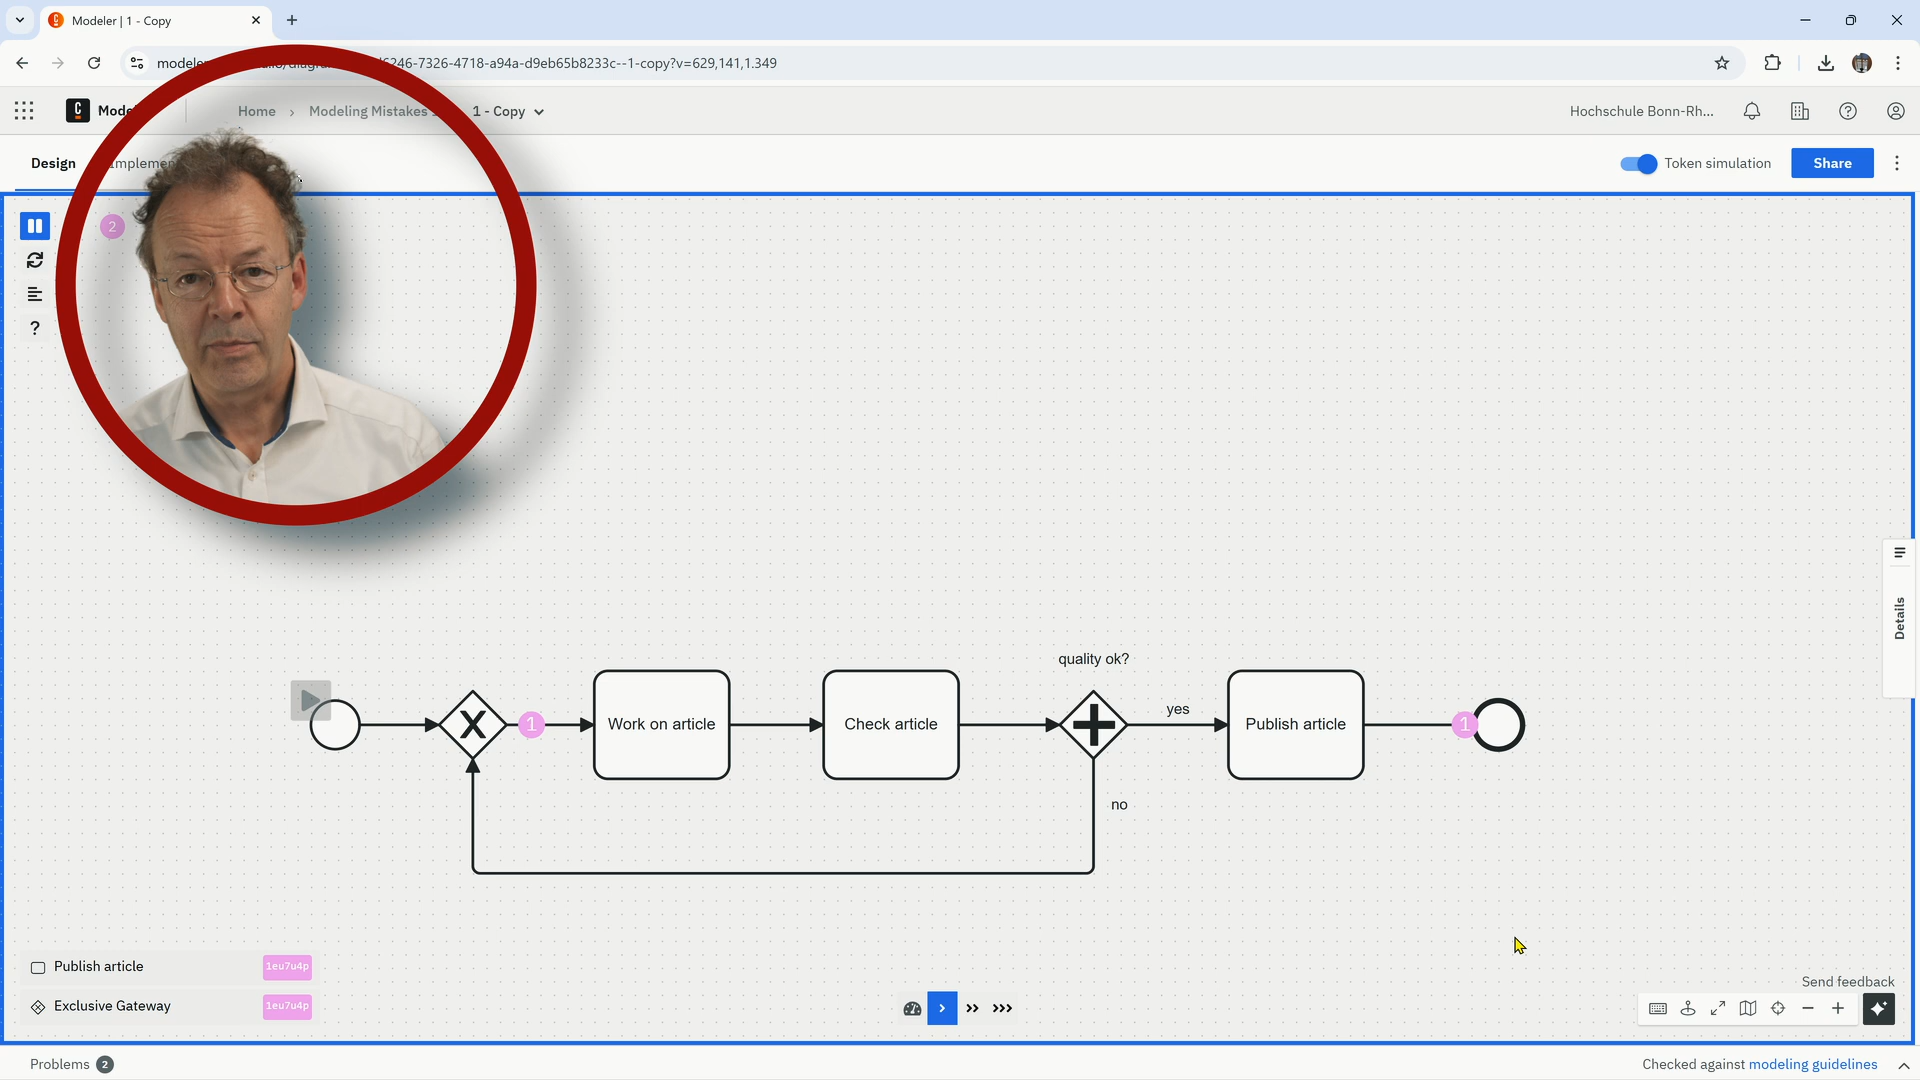 Modeler | 1 - Copy
6246-7326-4718-a94a-d9eb65b8233c--1-copy?v=629,141,1.349
Home
Modeling Mistakes
1 - Copy
Hochschule Bonn-Rh...
Design
Token simulation
Share
2
?
Details
quality ok?
X
1
Work on article
Check article
yes
Publish article
1
no
Publish article
1eu7u4p
Exclusive Gateway
1eu7u4p
Send feedback
Problems 2
Checked against modeling guidelines